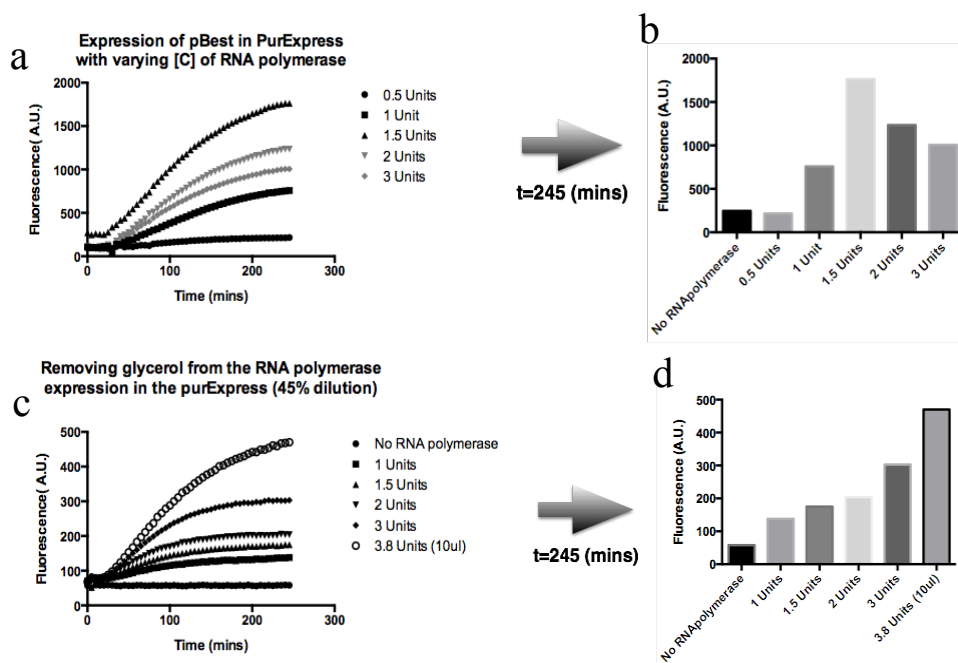 a
Expression of pBest in PurExpress
with varying [C] of RNA polymerase
Fluorescence( A.U.)
2000
1500
1000
500
0
0
100
200
300
Time (mins)
0.5 Units
1 Unit
1.5 Units
2 Units
3 Units
t=245 (mins)
b
Fluorescence (A.U.)
2000
1500
1000
500
0
No RNApolymerase
0.5 Units
1 Unit
1.5 Units
2 Units
3 Units
Removing glycerol from the RNA polymerase
expression in the purExpress (45% dilution)
c
Fluorescence( A.U.)
500
400
300
200
100
0
0
100
200
300
Time (mins)
No RNA polymerase
1 Units
1.5 Units
2 Units
3 Units
3.8 Units (10ul)
t=245 (mins)
d
Fluorescence (A.U.)
500
400
300
200
100
0
No RNApolymerase
1 Units
1.5 Units
2 Units
3 Units
3.8 Units (10ul)